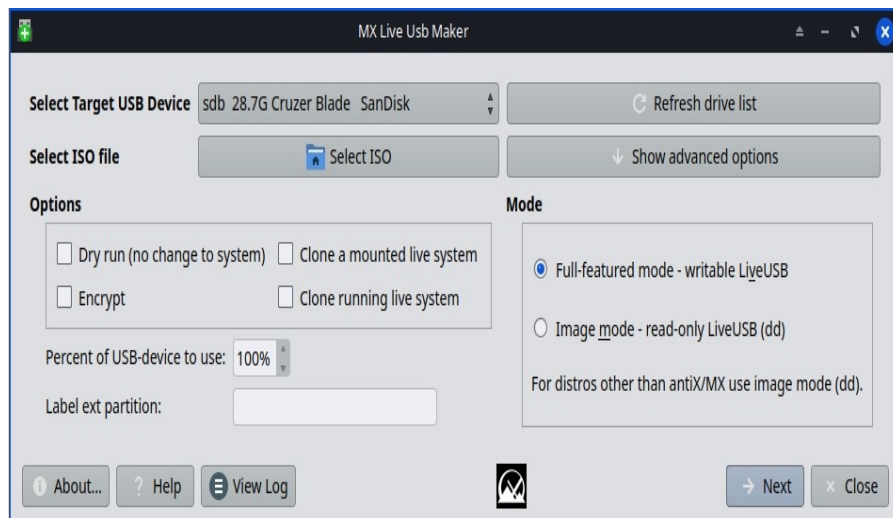 MX Live Usb Maker
Select Target USB Device sdb 28.7G Cruzer Blade SanDisk Refresh drive list
Select ISO file Select ISO Show advanced options
Options Mode
Dry run (no change to system) Clone a mounted live system
Full-featured mode - writable LiveUSB
Encrypt Clone running live system
Image mode - read-only LiveUSB (dd)
Percent of USB-device to use: 100%
For distros other than antiX/MX use image mode (dd).
Label ext partition:
About... Help View Log Next Close